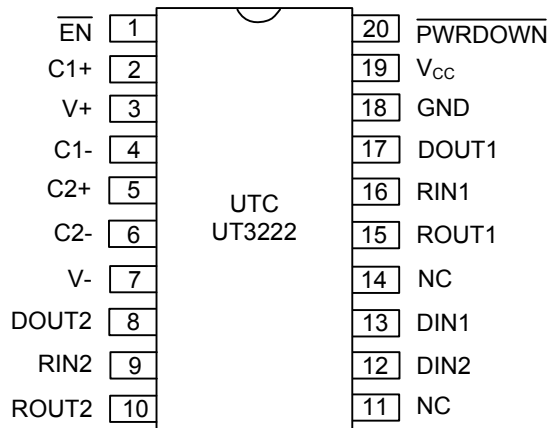 EN 1 20 PWRDOWN
C1+ 2 19 VCC
V+ 3 18 GND
C1- 4 17 DOUT1
C2+ 5 16 RIN1
UTC
UT3222
C2- 6 15 ROUT1
V- 7 14 NC
DOUT2 8 13 DIN1
RIN2 9 12 DIN2
ROUT2 10 11 NC